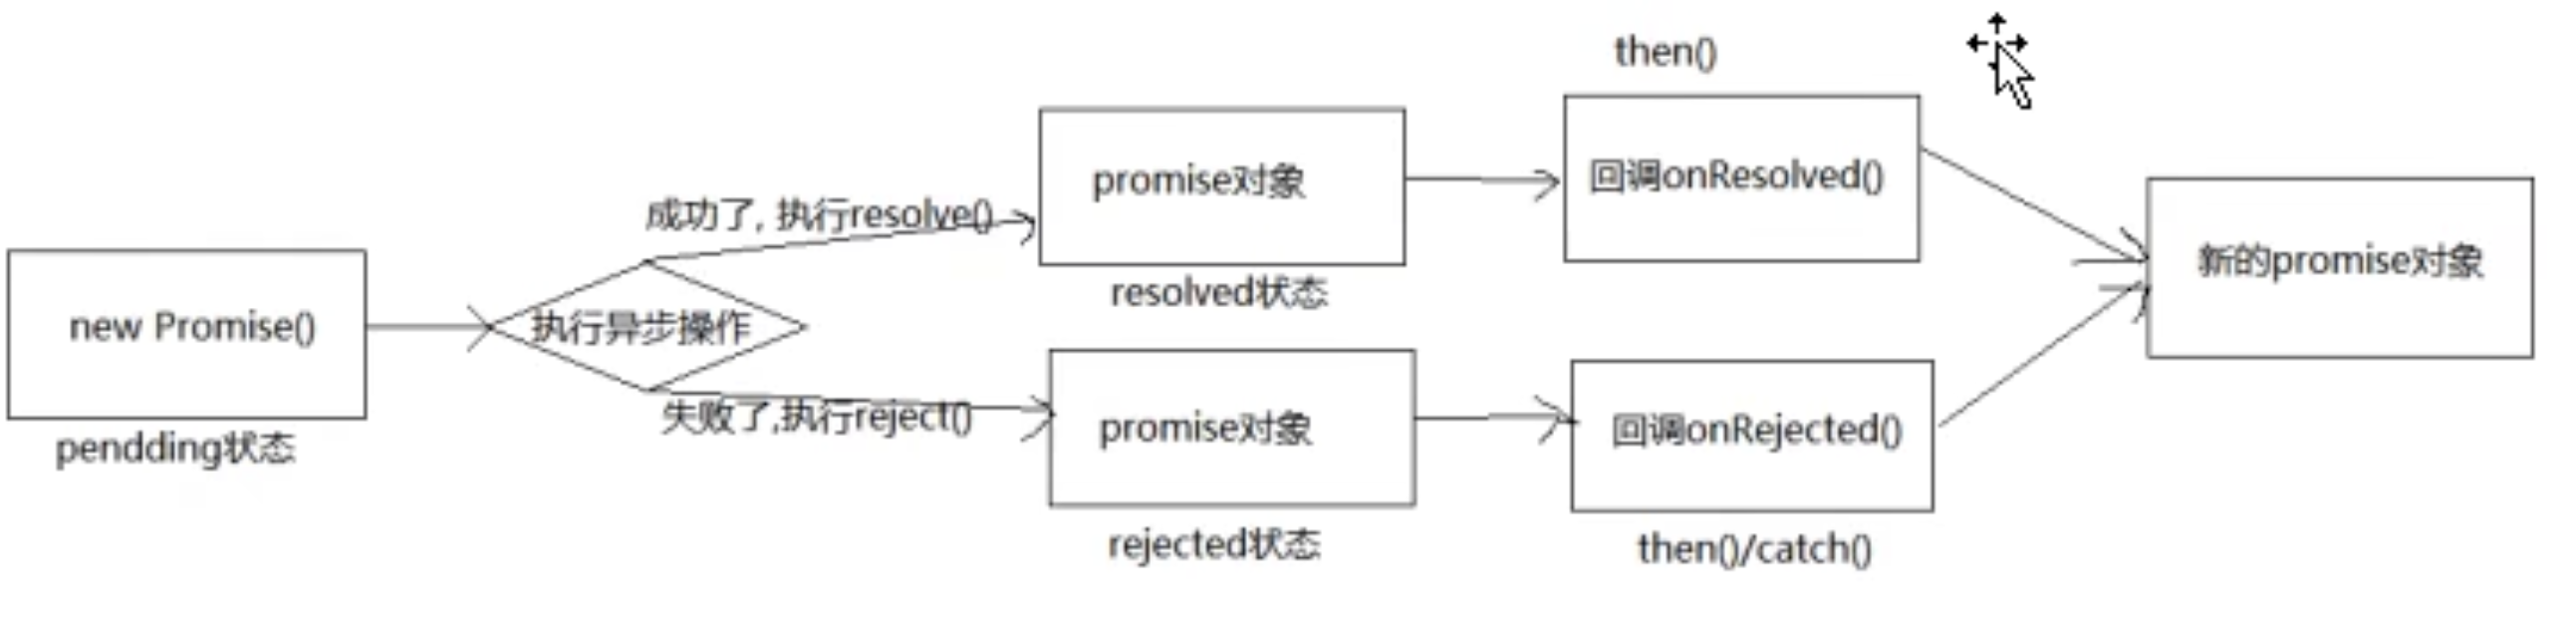 new Promise()
pendding状态
执行异步操作
成功了, 执行resolve()
失败了,执行reject()
promise对象
resolved状态
promise对象
rejected状态
then()
回调onResolved()
回调onRejected()
then()/catch()
新的promise对象